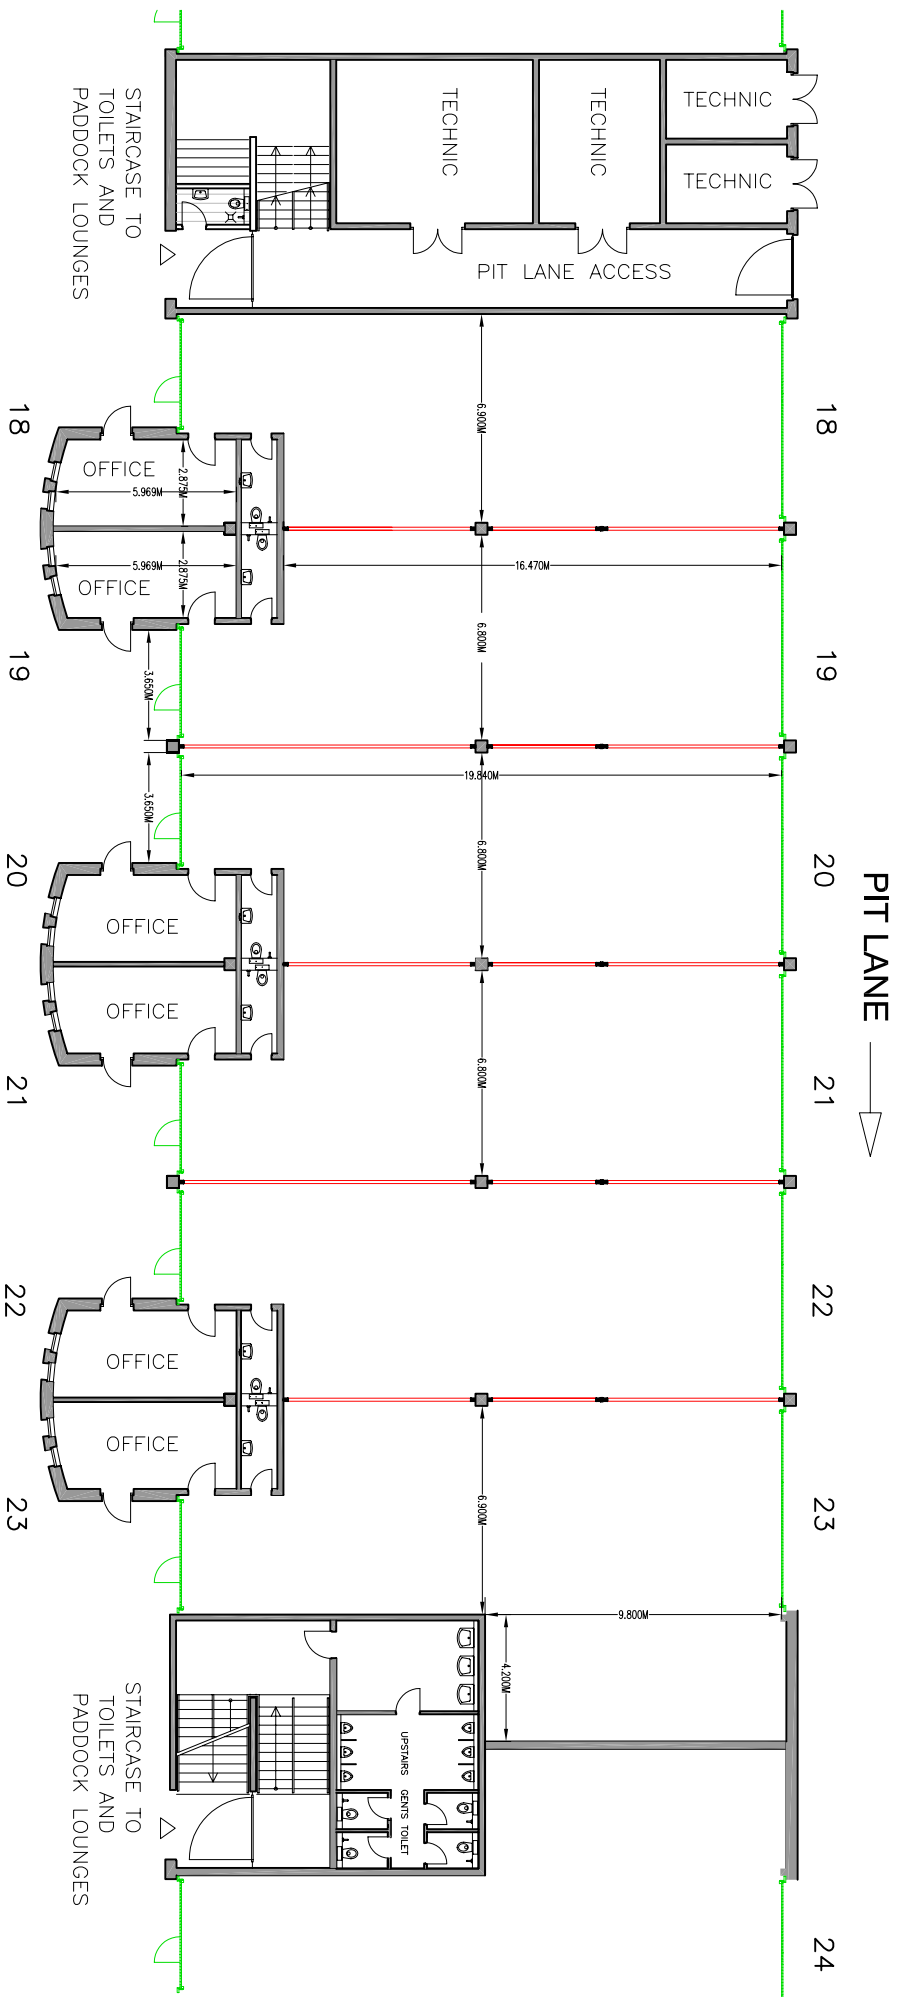 TECHNIC
TECHNIC
TECHNIC
TECHNIC
STAIRCASE TO
TOILETS AND
PADDOCK LOUNGES
PIT LANE ACCESS
6.900M
18
18
OFFICE
2.875M
5.969M
16.470M
5.969M
2.875M
OFFICE
6.800M
19
19
3.650M
19.840M
3.650M
6.800M
20
20
PIT LANE
OFFICE
OFFICE
6.800M
21
21
22
22
OFFICE
OFFICE
6.900M
23
23
9.800M
4.200M
STAIRCASE TO
TOILETS AND
PADDOCK LOUNGES
UPSTAIRS GENTS TOILET
24